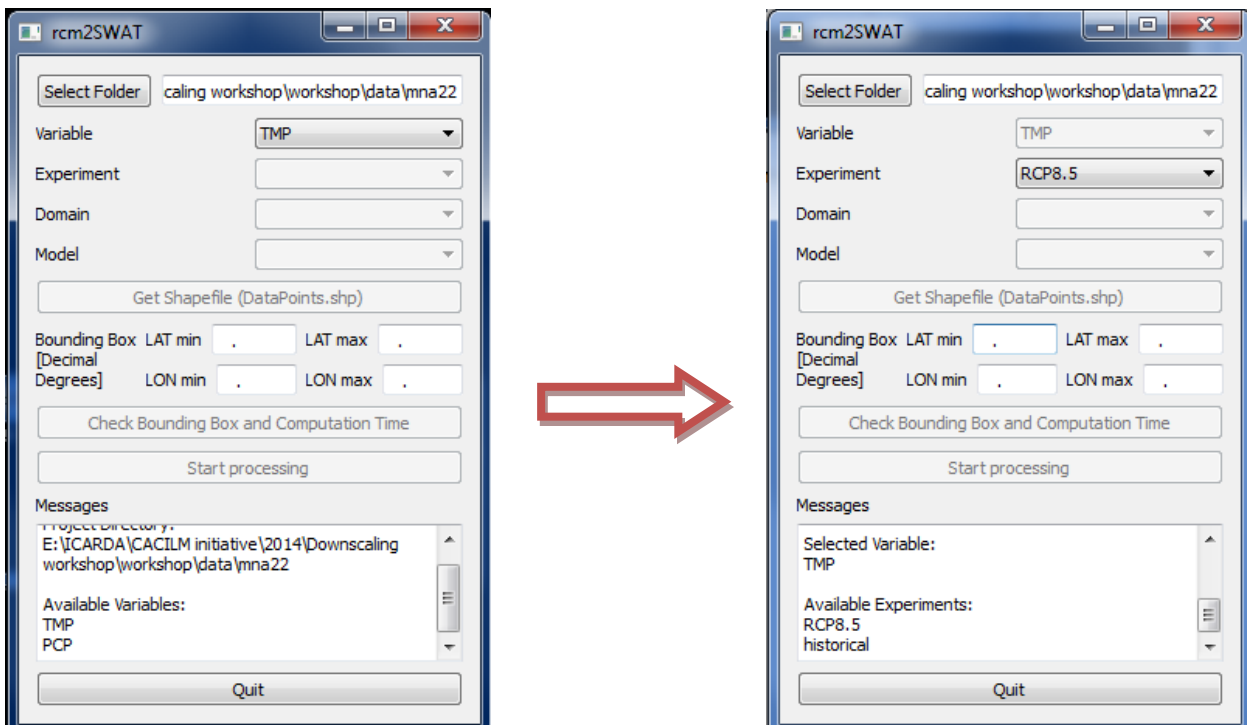 rcm2SWAT
Select Folder caling workshop\workshop\data\mna22
Variable TMP
Experiment
Domain
Model
Get Shapefile (DataPoints.shp)
Bounding Box LAT min , LAT max ,
[Decimal
Degrees] LON min , LON max ,
Check Bounding Box and Computation Time
Start processing
Messages
Project Directory:
E:\ICARDA\CACILM initiative\2014\Downscaling
workshop\workshop\data\mna22
Available Variables:
TMP
PCP
Quit
rcm2SWAT
Select Folder caling workshop\workshop\data\mna22
Variable TMP
Experiment RCP8.5
Domain
Model
Get Shapefile (DataPoints.shp)
Bounding Box LAT min , LAT max ,
[Decimal
Degrees] LON min , LON max ,
Check Bounding Box and Computation Time
Start processing
Messages
Selected Variable:
TMP
Available Experiments:
RCP8.5
historical
Quit